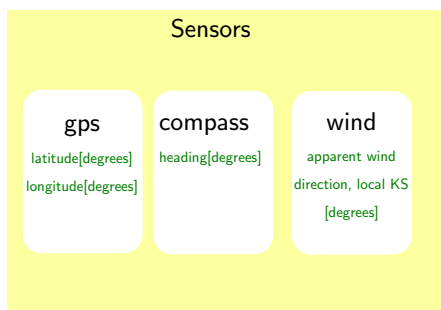 Sensors
gps
latitude[degrees]
longitude[degrees]
compass
heading[degrees]
wind
apparent wind
direction, local KS
[degrees]